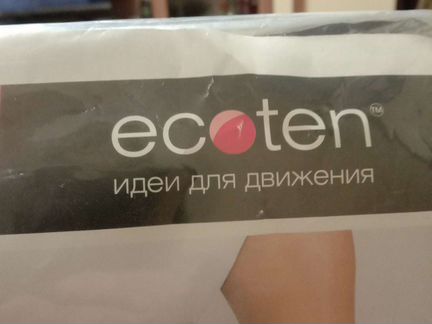 ecoten™
идеи для движения